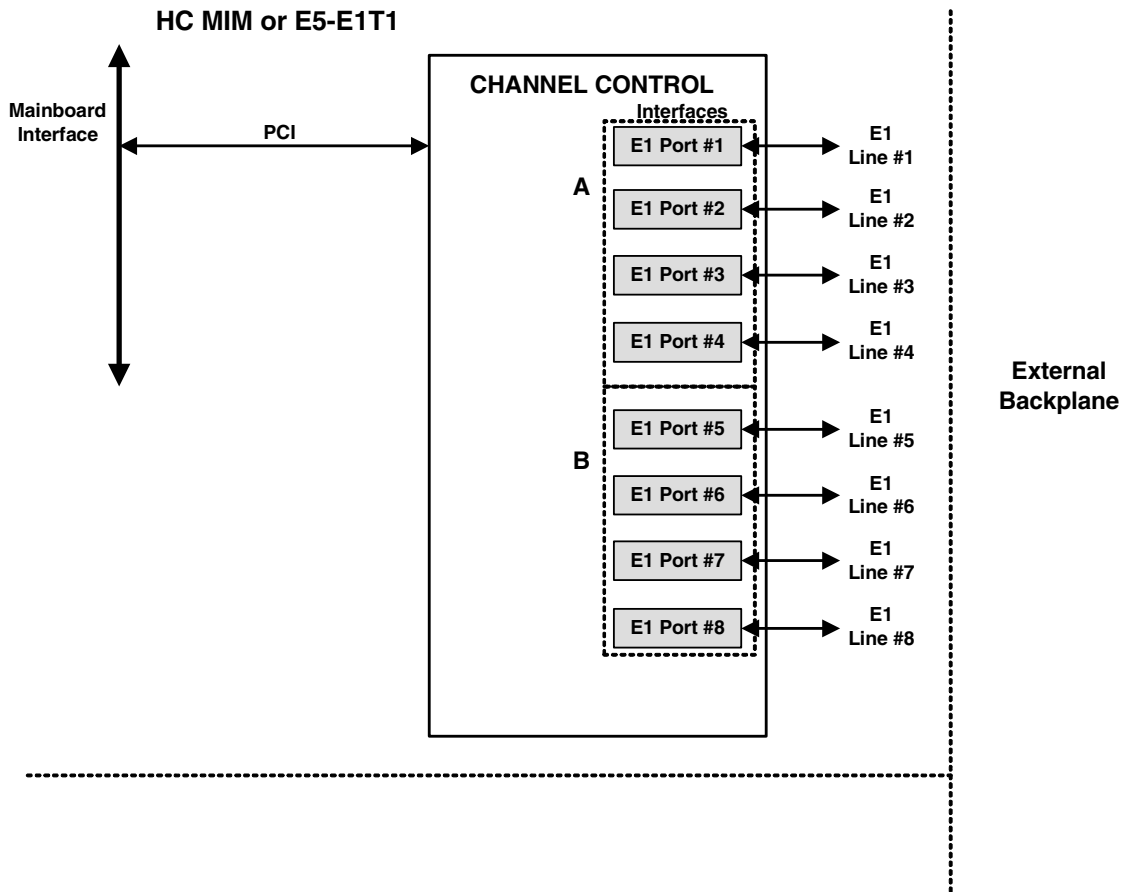 HC MIM or E5-E1T1
Mainboard
Interface
PCI
CHANNEL CONTROL
Interfaces
A
E1 Port #1
E1
Line #1
E1 Port #2
E1
Line #2
E1 Port #3
E1
Line #3
E1 Port #4
E1
Line #4
B
E1 Port #5
E1
Line #5
E1 Port #6
E1
Line #6
E1 Port #7
E1
Line #7
E1 Port #8
E1
Line #8
External
Backplane